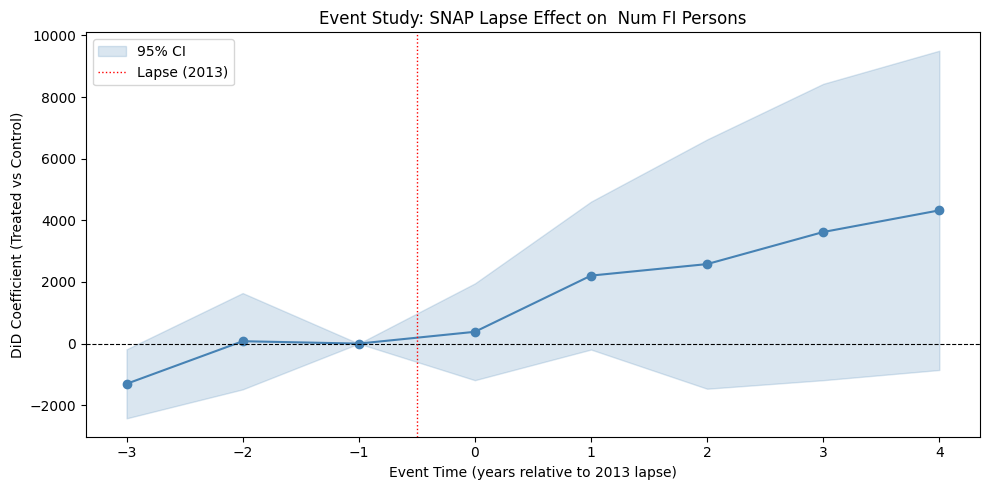 Event Study: SNAP Lapse Effect on  Num FI Persons
95% CI
Lapse (2013)
DiD Coefficient (Treated vs Control)
10000
8000
6000
4000
2000
0
−2000
−3 −2 −1 0 1 2 3 4
Event Time (years relative to 2013 lapse)